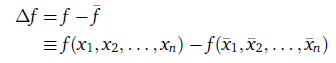 Δf = f − f̄
≡ f(x₁, x₂, . . . , xₙ) − f(x̄₁, x̄₂, . . . , x̄ₙ)